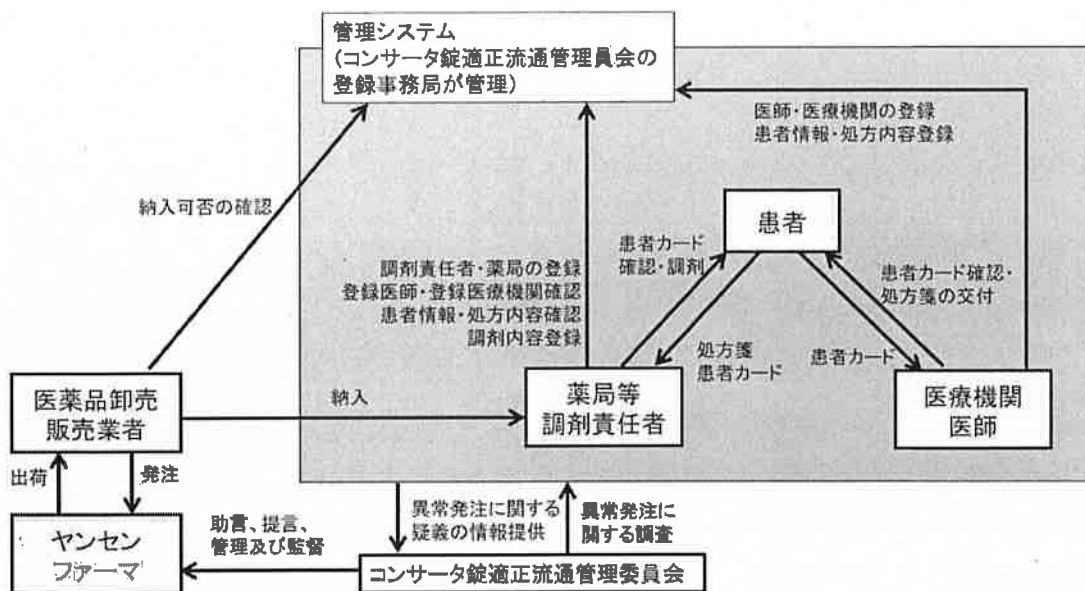 管理システム
(コンサータ錠適正流通管理員会の
登録事務局が管理)
医師・医療機関の登録
患者情報・処方内容登録
納入可否の確認
患者
患者カード
確認・調剤
患者カード確認・
処方箋の交付
調剤責任者・薬局の登録
登録医師・登録医療機関確認
患者情報・処方内容確認
調剤内容登録
処方箋
患者カード
患者カード
医薬品卸売
販売業者
納入
薬局等
調剤責任者
医療機関
医師
出荷
発注
異常発注に関する
疑義の情報提供
異常発注に
関する調査
ヤンセン
ファーマ
助言、提言、
管理及び監督
コンサータ錠適正流通管理委員会